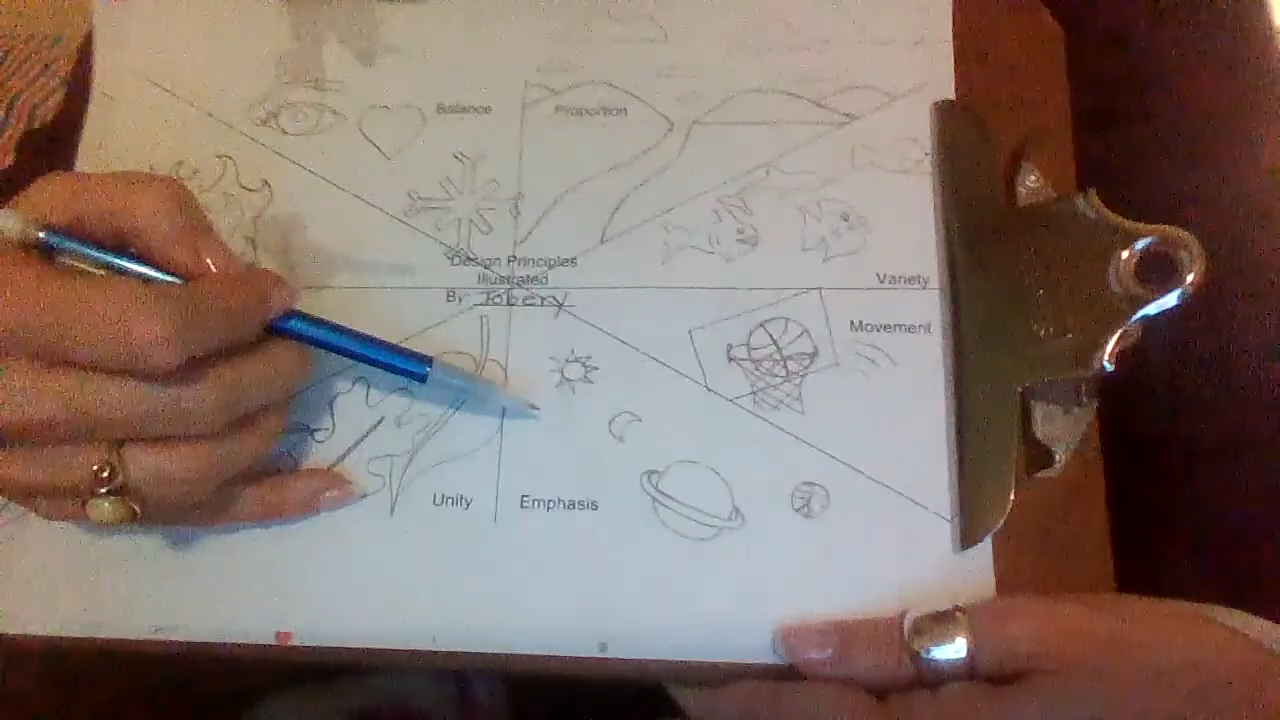 Balance
Proportion
Design Principles
Illustrated
By: Jobery
Variety
Movement
Unity
Emphasis